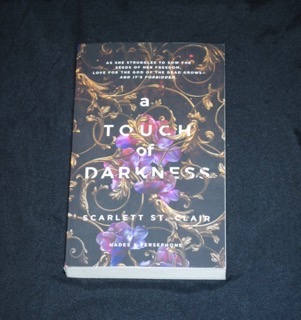 AS SHE STRUGGLES TO SOW THE
SEEDS OF HER FREEDOM,
LOVE FOR THE GOD OF THE DEAD GROWS—
AND IT'S FORBIDDEN.
a
TOUCH
of
DARKNESS
SCARLETT ST. CLAIR
HADES & PERSEPHONE